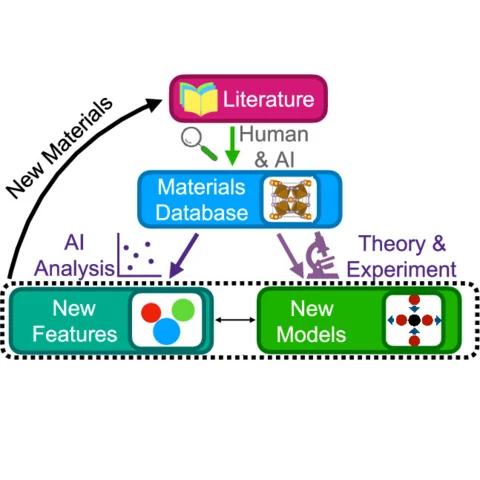 Literature
New Materials
Human
& AI
Materials
Database
AI
Analysis
Theory &
Experiment
New
Features
New
Models